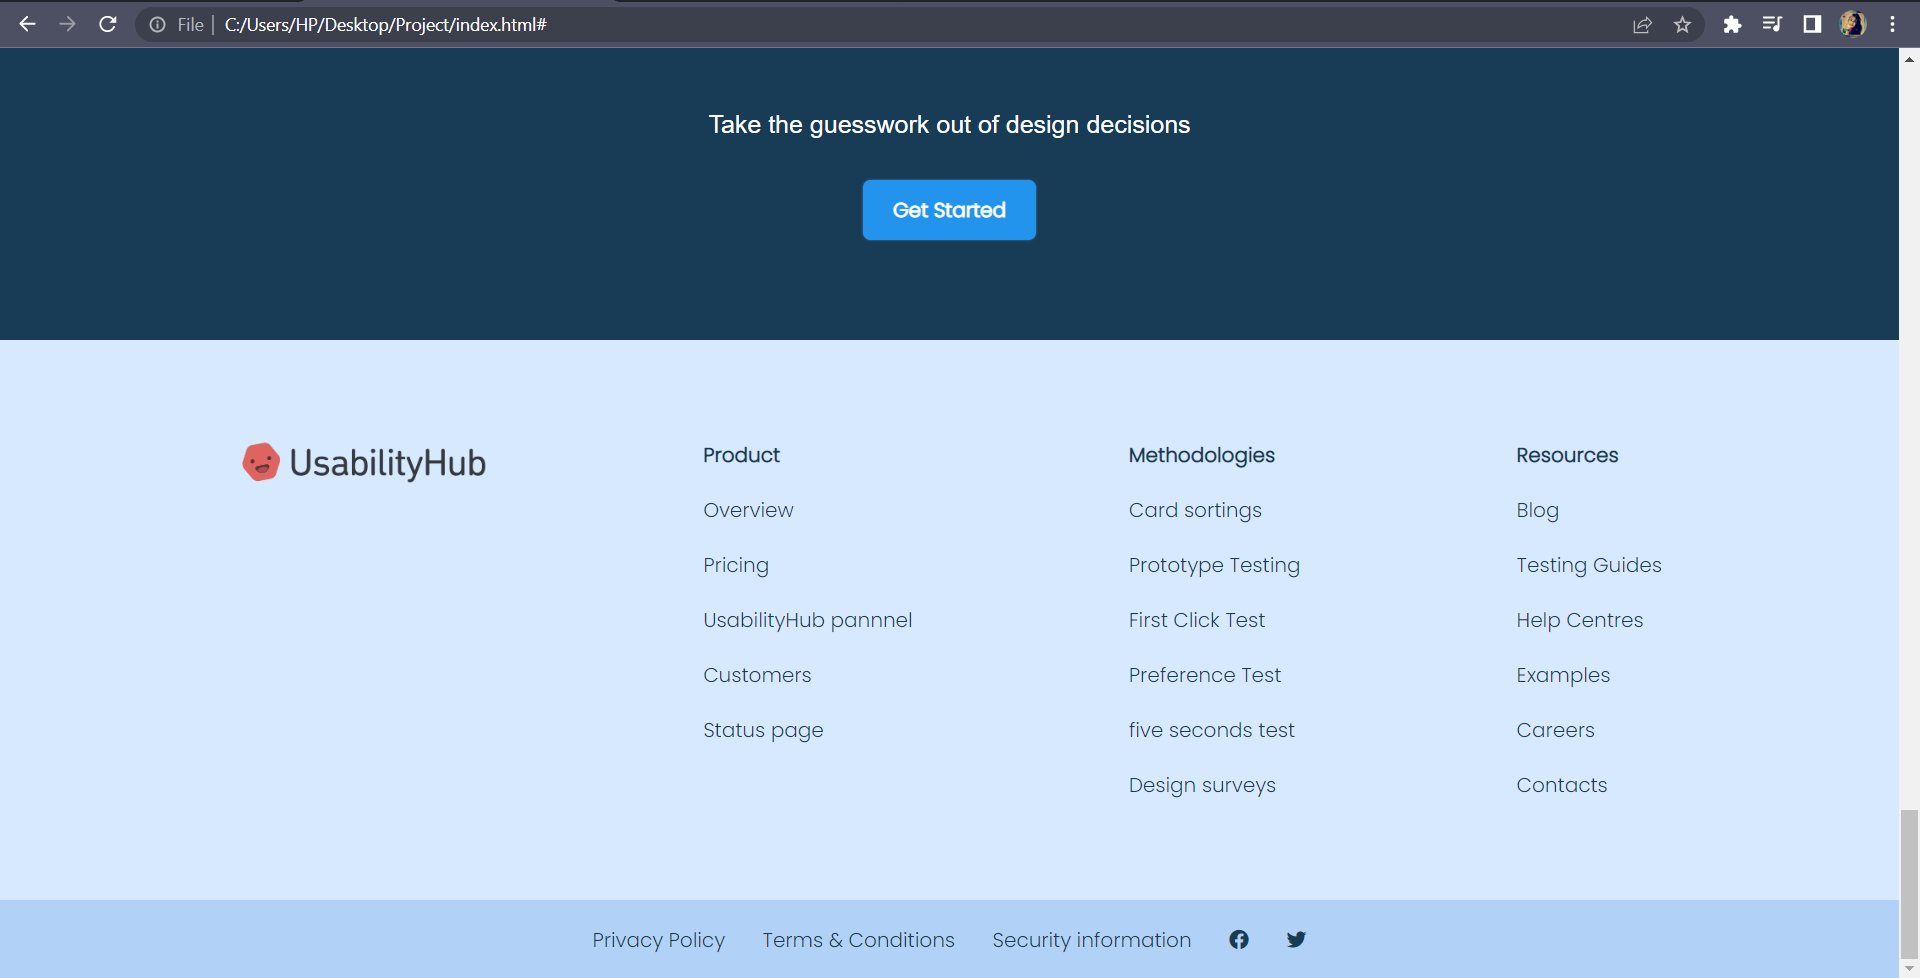 File | C:/Users/HP/Desktop/Project/index.html#
Take the guesswork out of design decisions
Get Started
UsabilityHub
Product
Overview
Pricing
UsabilityHub pannnel
Customers
Status page
Methodologies
Card sortings
Prototype Testing
First Click Test
Preference Test
five seconds test
Design surveys
Resources
Blog
Testing Guides
Help Centres
Examples
Careers
Contacts
Privacy Policy Terms & Conditions Security information